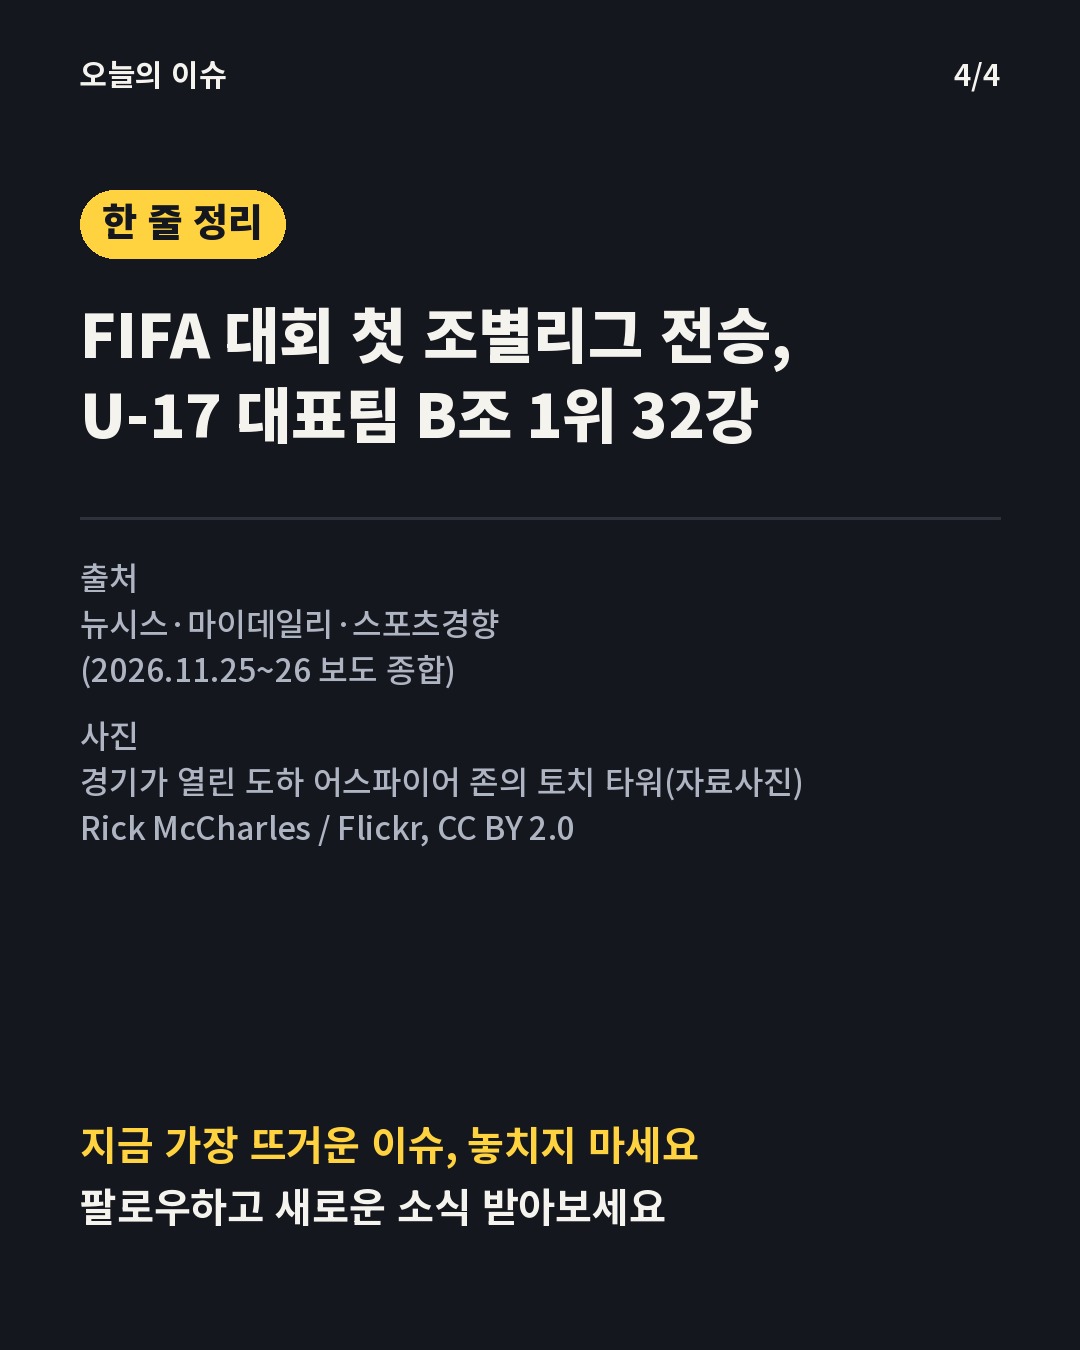 오늘의 이슈
4/4
한 줄 정리
FIFA 대회 첫 조별리그 전승,
U-17 대표팀 B조 1위 32강
출처
뉴시스·마이데일리·스포츠경향
(2026.11.25~26 보도 종합)
사진
경기가 열린 도하 어스파이어 존의 토치 타워(자료사진)
Rick McCharles / Flickr, CC BY 2.0
지금 가장 뜨거운 이슈, 놓치지 마세요
팔로우하고 새로운 소식 받아보세요